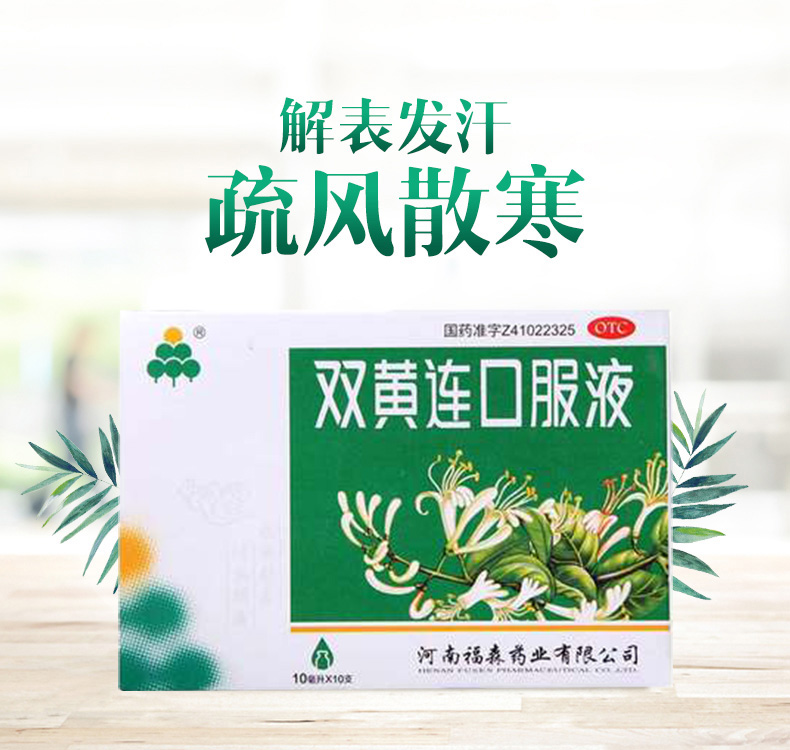 解表发汗
疏风散寒
®
国药准字Z41022325 OTC
双黄连口服液
10毫升X10支
河南福森药业有限公司
HENAN FUSEN PHARMACEUTICAL CO.,LTD.